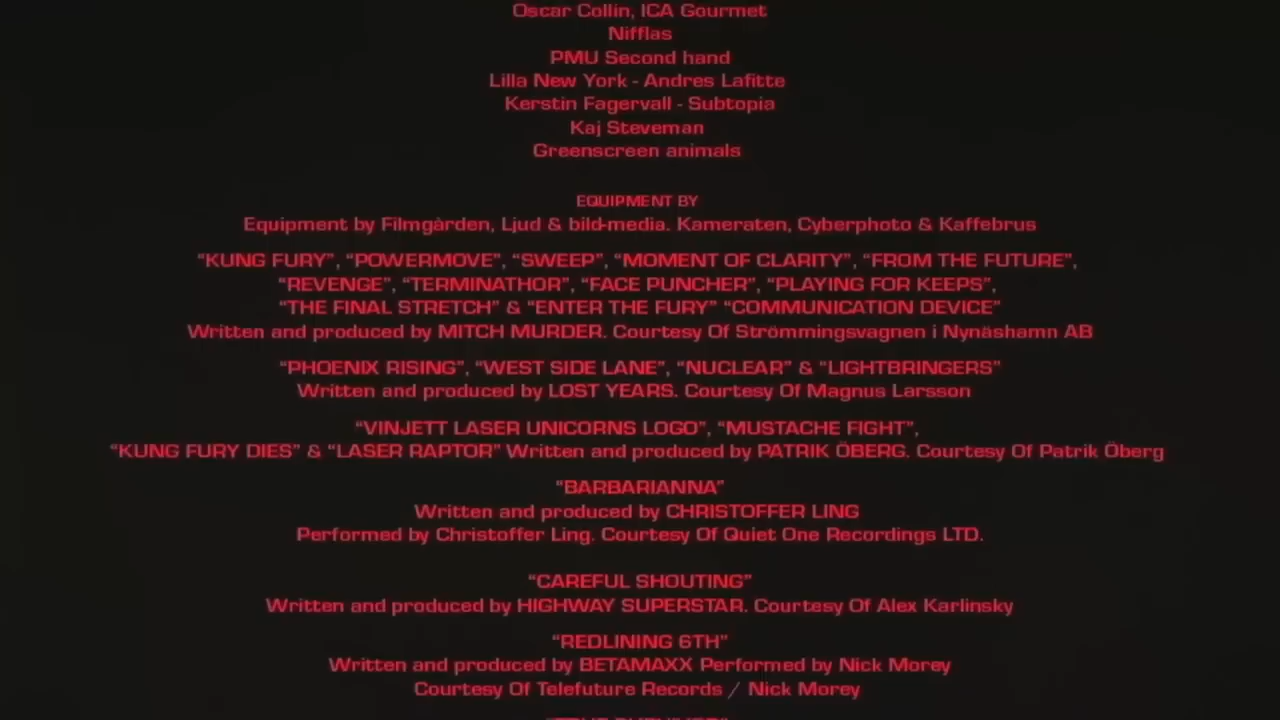 Oscar Collin, ICA Gourmet
Nifflas
PMU Second hand
Lilla New York - Andres Lafitte
Kerstin Fagervall - Subtopia
Kaj Steveman
Greenscreen animals
EQUIPMENT BY
Equipment by Filmgården, Ljud & bild-media. Kameraten, Cyberphoto & Kaffebrus
“KUNG FURY”, “POWERMOVE”, “SWEEP”, “MOMENT OF CLARITY”, “FROM THE FUTURE”,
“REVENGE”, “TERMINATHOR”, “FACE PUNCHER”, “PLAYING FOR KEEPS”,
“THE FINAL STRETCH” & “ENTER THE FURY” “COMMUNICATION DEVICE”
Written and produced by MITCH MURDER. Courtesy Of Strömmingsvagnen i Nynäshamn AB
“PHOENIX RISING”, “WEST SIDE LANE”, “NUCLEAR” & “LIGHTBRINGERS”
Written and produced by LOST YEARS. Courtesy Of Magnus Larsson
“VINJETT LASER UNICORNS LOGO”, “MUSTACHE FIGHT”,
“KUNG FURY DIES” & “LASER RAPTOR” Written and produced by PATRIK ÖBERG. Courtesy Of Patrik Öberg
“BARBARIANNA”
Written and produced by CHRISTOFFER LING
Performed by Christoffer Ling. Courtesy Of Quiet One Recordings LTD.
“CAREFUL SHOUTING”
Written and produced by HIGHWAY SUPERSTAR. Courtesy Of Alex Karlinsky
“REDLINING 6TH”
Written and produced by BETAMAXX Performed by Nick Morey
Courtesy Of Telefuture Records / Nick Morey